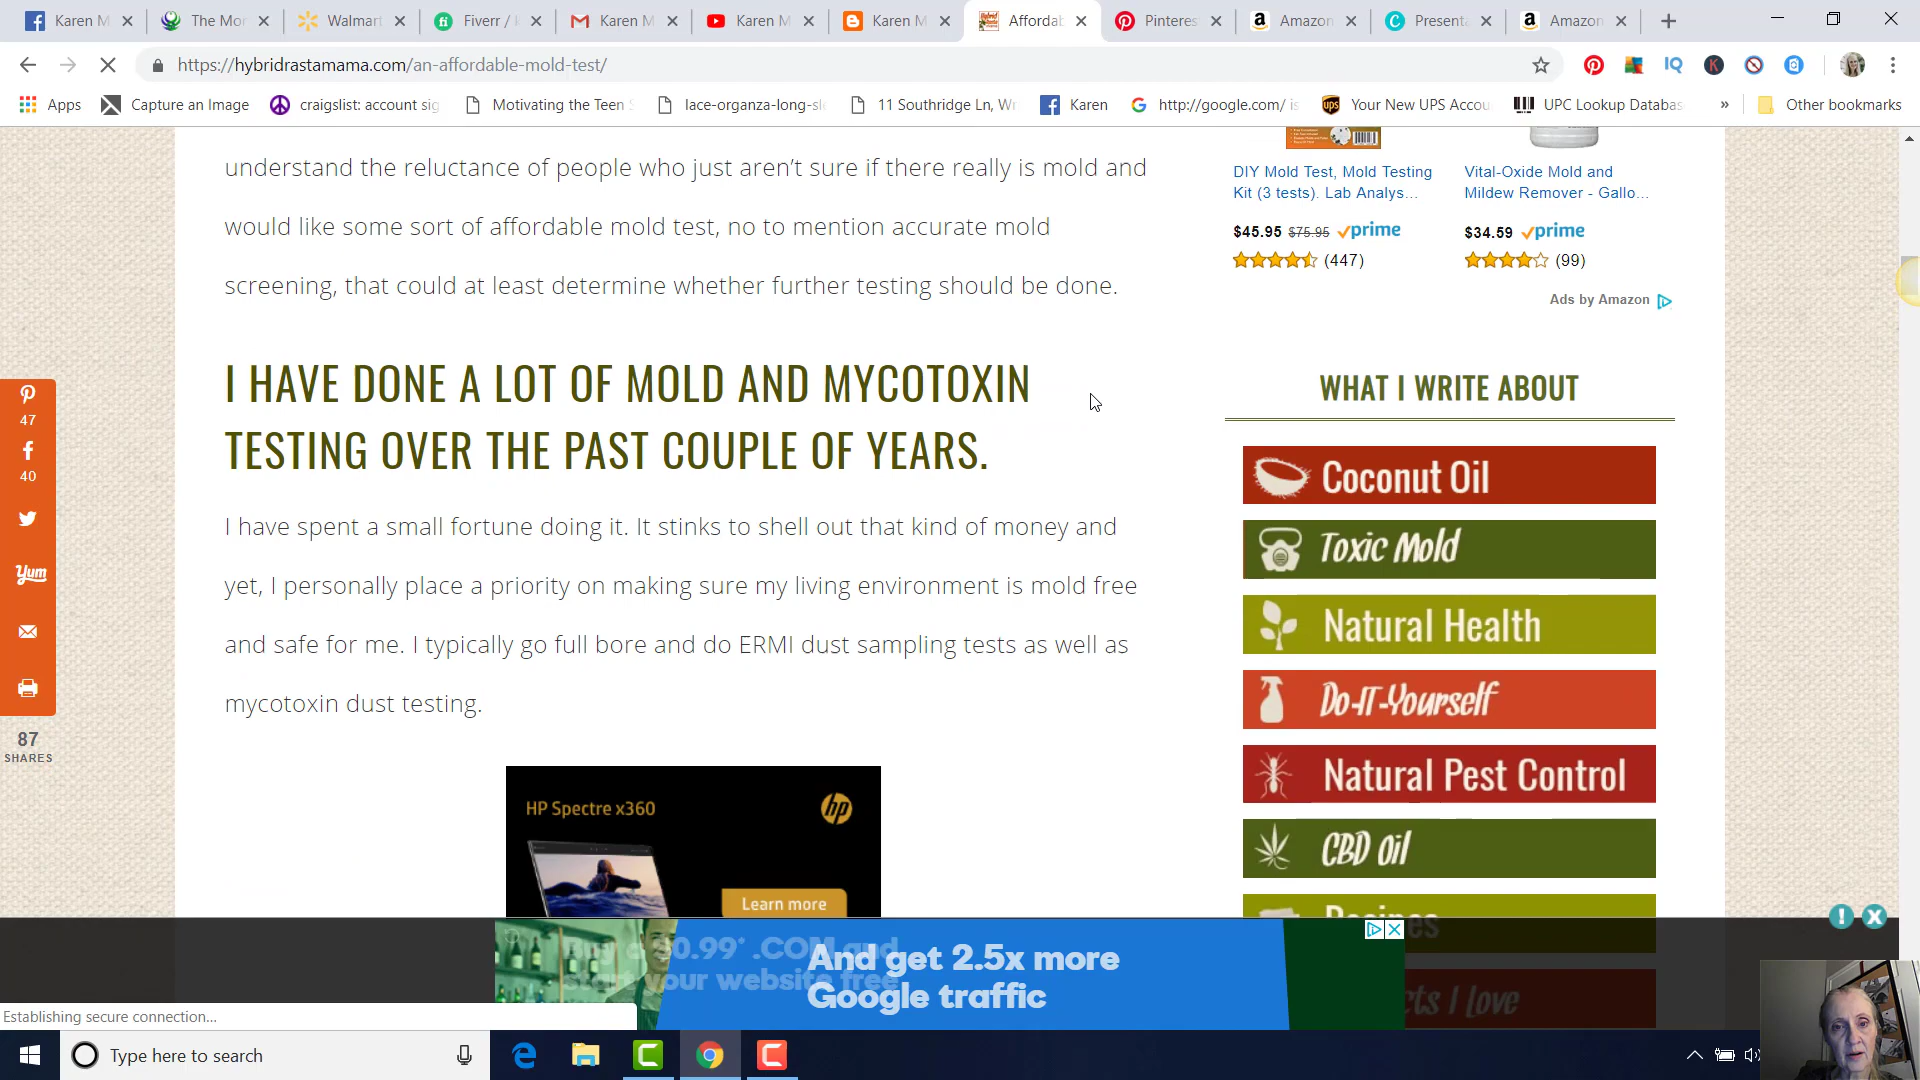 Karen M
The Mor
Walmart
Fiverr /
Karen M
Karen M
Karen M
Affordab
Pinteres
Amazon
Present
Amazon
https://hybridrastamama.com/an-affordable-mold-test/
Apps
Capture an Image
craigslist: account sig
Motivating the Teen
lace-organza-long-sle
11 Southridge Ln, W
Karen
http://google.com/ is
Your New UPS Accou
UPC Lookup Databas
»
Other bookmarks
understand the reluctance of people who just aren’t sure if there really is mold and
would like some sort of affordable mold test, no to mention accurate mold
screening, that could at least determine whether further testing should be done.
I HAVE DONE A LOT OF MOLD AND MYCOTOXIN
TESTING OVER THE PAST COUPLE OF YEARS.
I have spent a small fortune doing it. It stinks to shell out that kind of money and
yet, I personally place a priority on making sure my living environment is mold free
and safe for me. I typically go full bore and do ERMI dust sampling tests as well as
mycotoxin dust testing.
47
40
Yum
87
SHARES
HP Spectre x360
hp
Learn more
DIY Mold Test, Mold Testing
Kit (3 tests). Lab Analys...
$45.95 $75.95 prime
(447)
Vital-Oxide Mold and
Mildew Remover - Gallo...
$34.59 prime
(99)
Ads by Amazon
WHAT I WRITE ABOUT
Coconut Oil
Toxic Mold
Natural Health
Do-It-Yourself
Natural Pest Control
CBD Oil
Recipes
cts I Love
0.99* .COM and
start your website free
And get 2.5x more
Google traffic
Establishing secure connection...
Type here to search